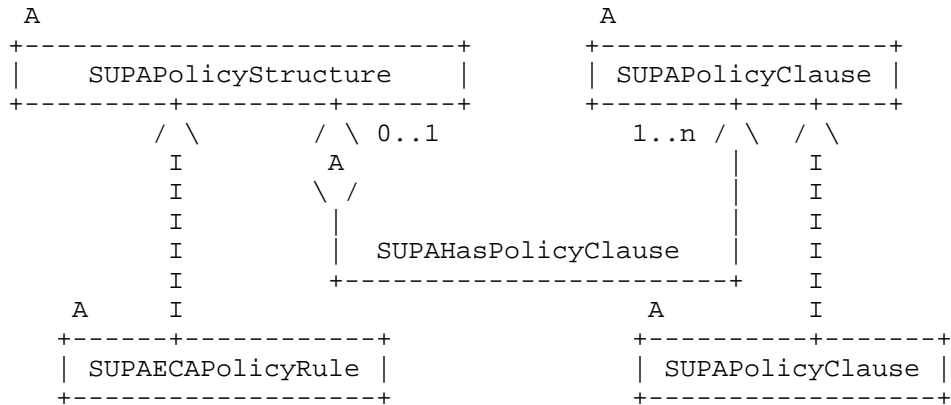 A A
SUPAPolicyStructure SUPAPolicyClause
0..1 1..n
I A I
I I
I I
I SUPAHasPolicyClause I
I I
A I A I
SUPAECAPolicyRule SUPAPolicyClause